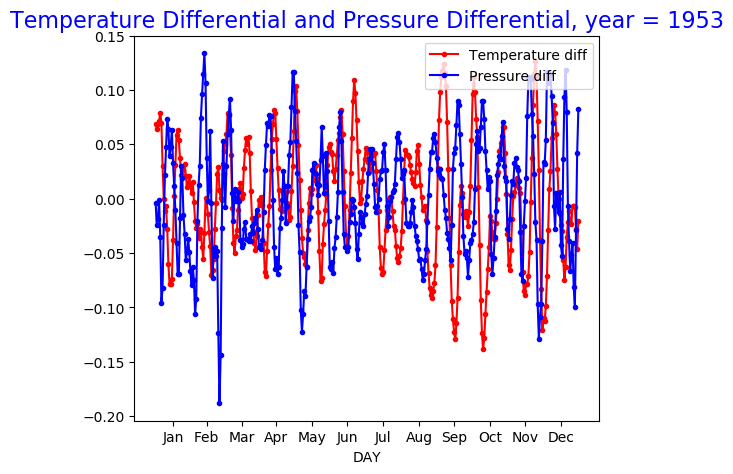 Temperature Differential and Pressure Differential, year = 1953
0.15
0.10
0.05
0.00
−0.05
−0.10
−0.15
−0.20
Temperature diff
Pressure diff
Jan Feb Mar Apr May Jun Jul Aug Sep Oct Nov Dec
DAY